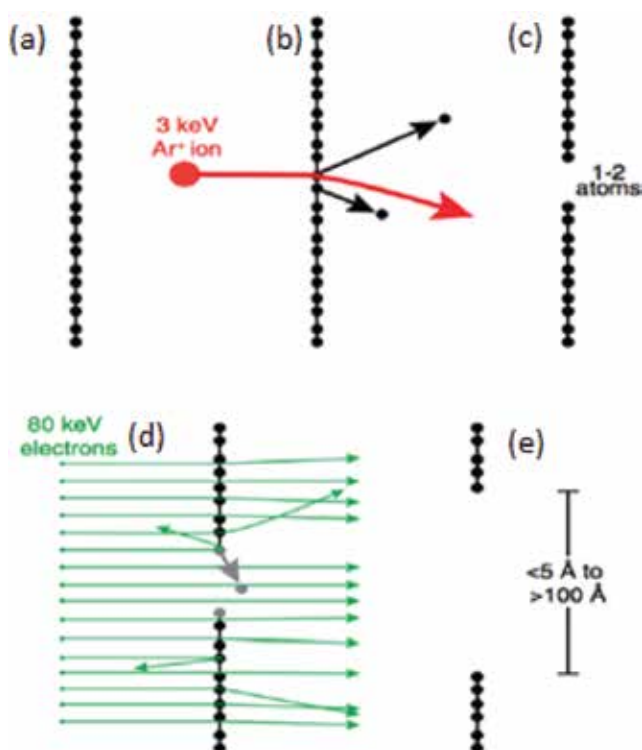 (a)
(b)
(c)
3 keV
Ar⁺ ion
1-2
atoms
80 keV
electrons
(d)
(e)
<5 Å to
>100 Å